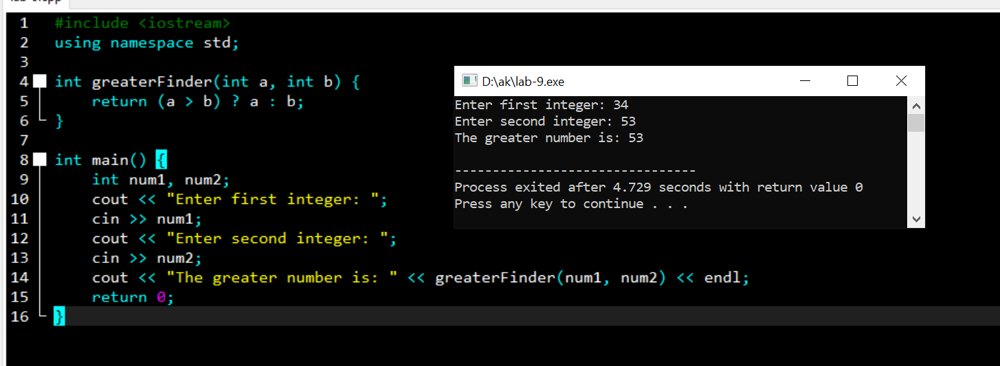 1 #include <iostream>
2 using namespace std;
3
4 int greaterFinder(int a, int b) {
5 return (a > b) ? a : b;
6 }
7
8 int main() {
9 int num1, num2;
10 cout << "Enter first integer: ";
11 cin >> num1;
12 cout << "Enter second integer: ";
13 cin >> num2;
14 cout << "The greater number is: " << greaterFinder(num1, num2) << endl;
15 return 0;
16 }
D:\ak\lab-9.exe
Enter first integer: 34
Enter second integer: 53
The greater number is: 53
--------------------------------
Process exited after 4.729 seconds with return value 0
Press any key to continue . . .